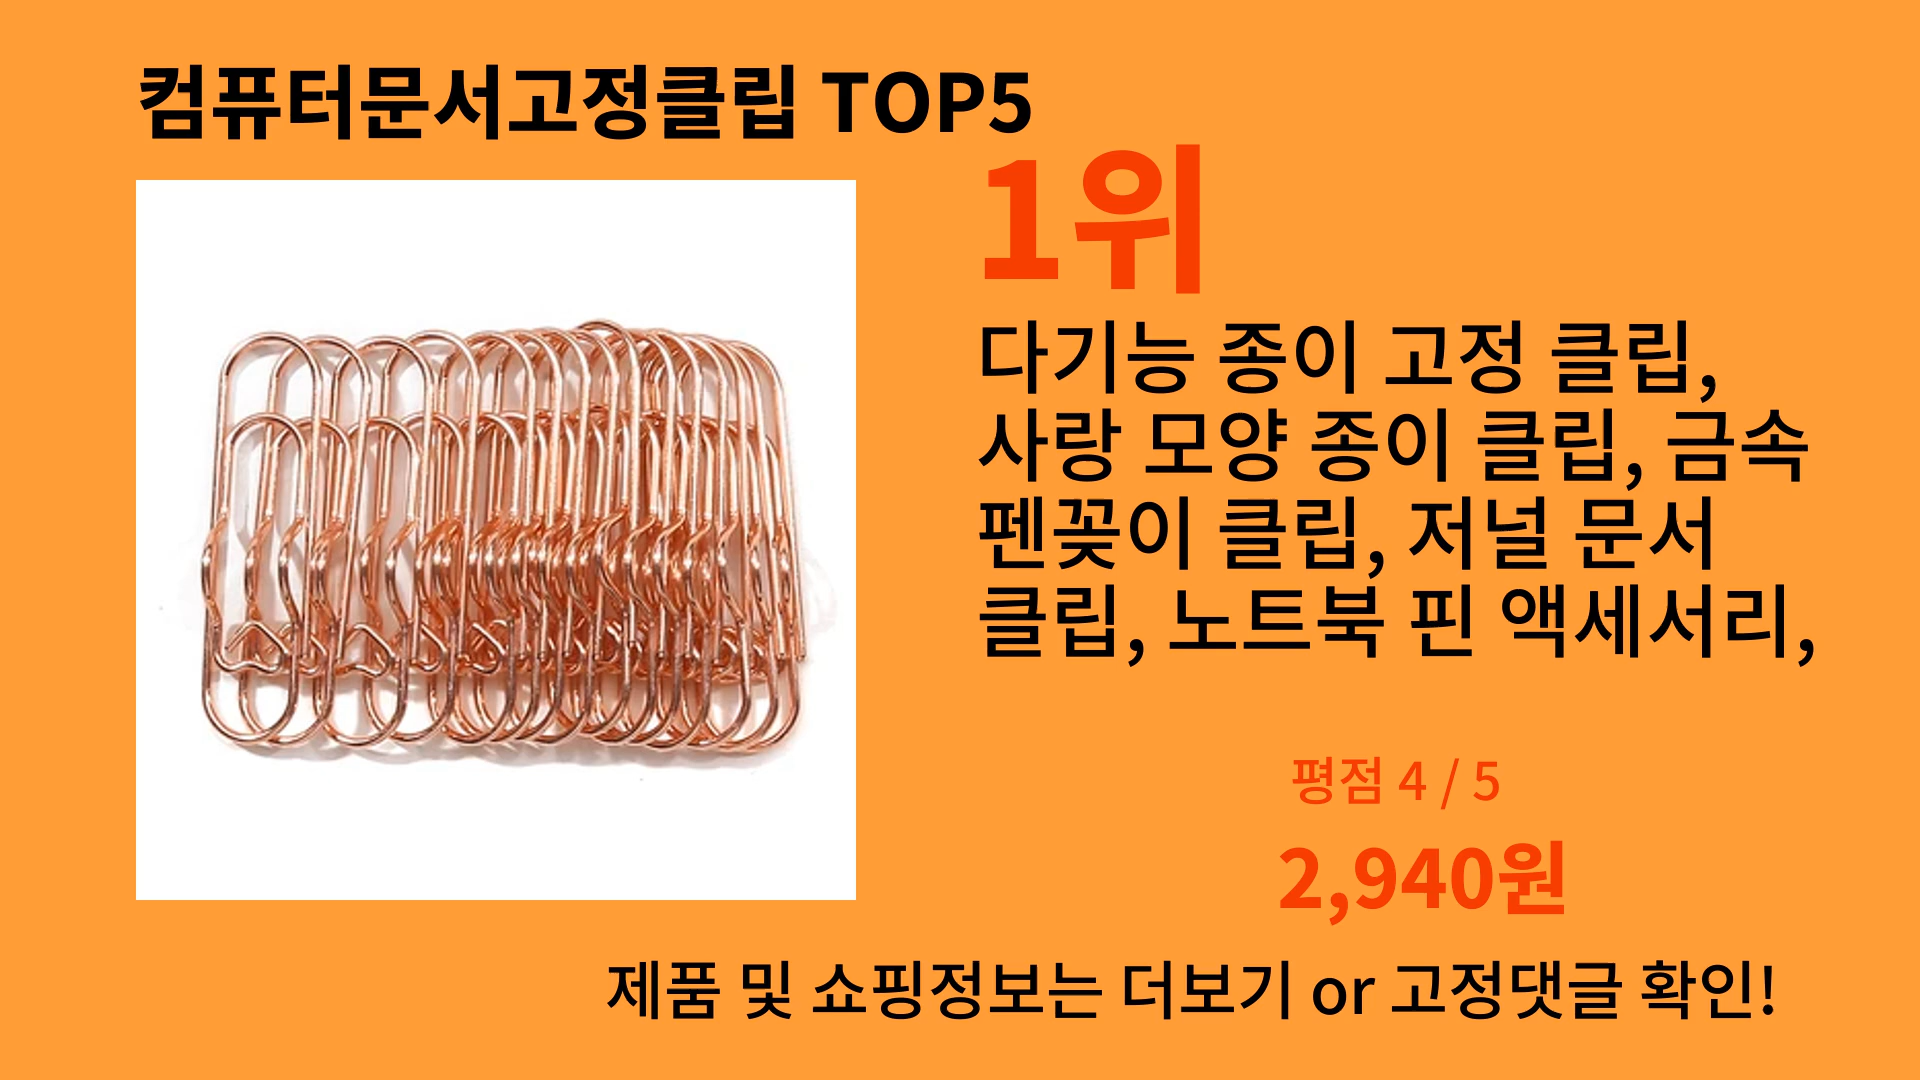 컴퓨터문서고정클립 TOP5
1위
다기능 종이 고정 클립,
사랑 모양 종이 클립, 금속
펜꽂이 클립, 저널 문서
클립, 노트북 핀 액세서리,
평점 4 / 5
2,940원
제품 및 쇼핑정보는 더보기 or 고정댓글 확인!